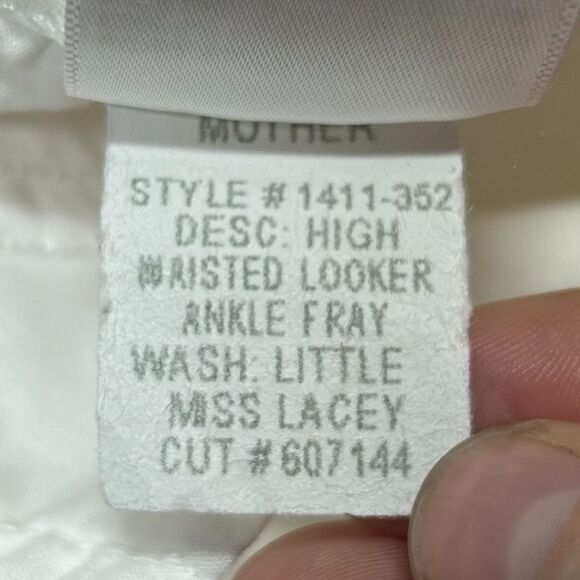 MOTHER
STYLE # 1411-352
DESC: HIGH
WAISTED LOOKER
ANKLE FRAY
WASH: LITTLE
MISS LACEY
CUT # 607144